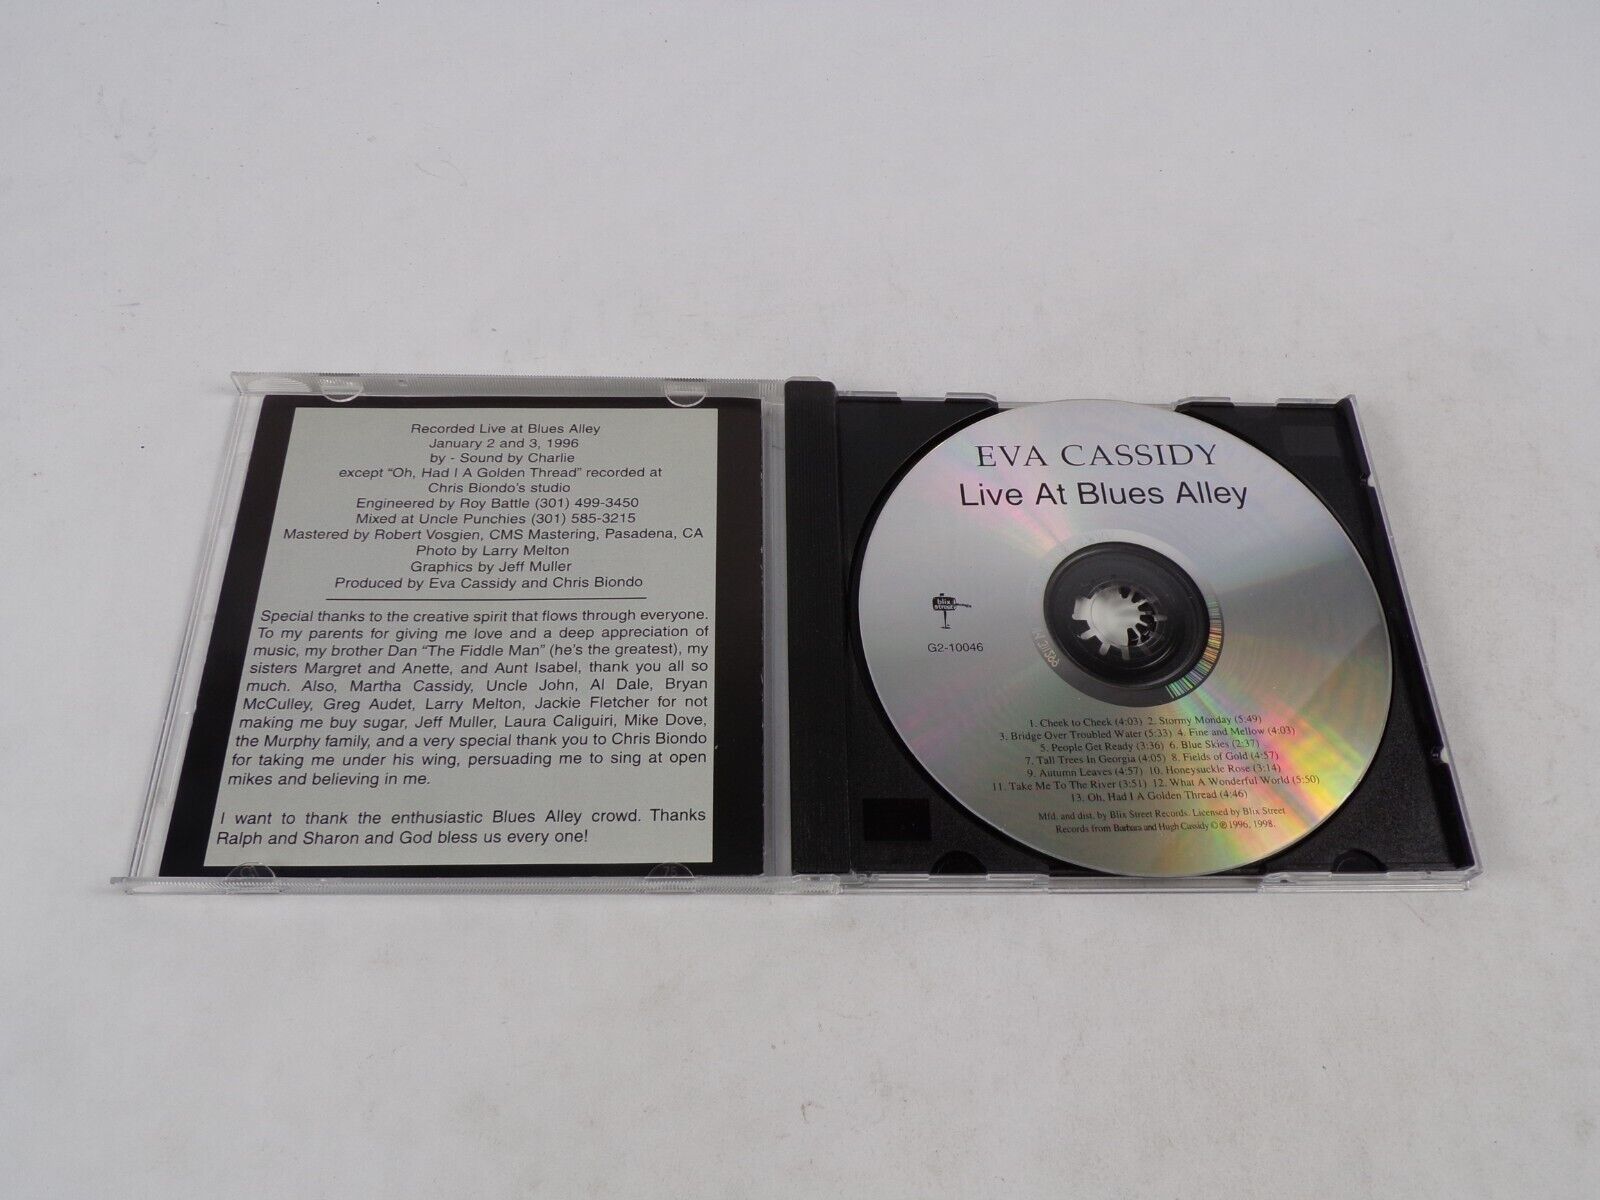 Recorded Live at Blues Alley
January 2 and 3, 1996
by - Sound by Charlie
except "Oh, Had I A Golden Thread" recorded at
Chris Biondo's studio
Engineered by Roy Battle (301) 499-3450
Mixed at Uncle Punchies (301) 585-3215
Mastered by Robert Vosgien, CMS Mastering, Pasadena, CA
Photo by Larry Melton
Graphics by Jeff Muller
Produced by Eva Cassidy and Chris Biondo
Special thanks to the creative spirit that flows through everyone.
To my parents for giving me love and a deep appreciation of
music, my brother Dan "The Fiddle Man" (he's the greatest), my
sisters Margret and Anette, and Aunt Isabel, thank you all so
much. Also, Martha Cassidy, Uncle John, Al Dale, Bryan
McCulley, Greg Audet, Larry Melton, Jackie Fletcher for not
making me buy sugar, Jeff Muller, Laura Caligiuri, Mike Dove,
the Murphy family, and a very special thank you to Chris Biondo
for taking me under his wing, persuading me to sing at open
mikes and believing in me.
I want to thank the enthusiastic Blues Alley crowd. Thanks
Ralph and Sharon and God bless us every one!
EVA CASSIDY
Live At Blues Alley
blix
street
G2-10046
1. Cheek to Cheek (4:03) 2. Stormy Monday (5:49)
3. Bridge Over Troubled Water (5:33) 4. Fine and Mellow (4:03)
5. People Get Ready (3:36) 6. Blue Skies (2:37)
7. Tall Trees In Georgia (4:05) 8. Fields of Gold (4:57)
9. Autumn Leaves (4:57) 10. Honeysuckle Rose (3:14)
11. Take Me To The River (3:51) 12. What A Wonderful World (5:50)
13. Oh, Had I A Golden Thread (4:46)
Mfd. and dist. by Blix Street Records. Licensed by Blix Street
Records from Barbara and Hugh Cassidy ©℗ 1996, 1998.